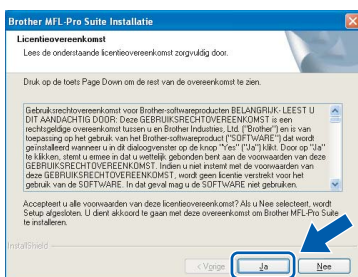 Brother MFL-Pro Suite Installatie
Licentieovereenkomst
Lees de onderstaande licentieovereenkomst zorgvuldig door.
Druk op de toets Page Down om de rest van de overeenkomst te zien.
Gebruiksrechtovereenkomst voor Brother-softwareproducten BELANGRIJK- LEEST U
DIT AANDACHTIG DOOR: Deze GEBRUIKSRECHTOVEREENKOMST is een
rechtsgeldige overeenkomst tussen u en Brother Industries, Ltd. ("Brother") en is van
toepassing op het gebruik van het Brother-softwareproduct ("SOFTWARE") dat wordt
geïnstalleerd wanneer u in dit dialoogvenster op de knop "Yes" ("Ja") klikt. Door op "Ja"
te klikken, stemt u ermee in dat u wettelijk gebonden bent aan de voorwaarden van deze
GEBRUIKSRECHTOVEREENKOMST. Indien u niet instemt met de voorwaarden van
deze GEBRUIKSRECHTOVEREENKOMST, wordt geen licentie verstrekt voor het
gebruik van de SOFTWARE. In dat geval mag u de SOFTWARE niet gebruiken.
Accepteert u alle voorwaarden van deze licentieovereenkomst? Als u Nee selecteert, wordt
Setup afgesloten. U dient akkoord te gaan met deze overeenkomst om Brother MFL-Pro Suite
te installeren.
InstallShield
< Vorige
Ja
Nee